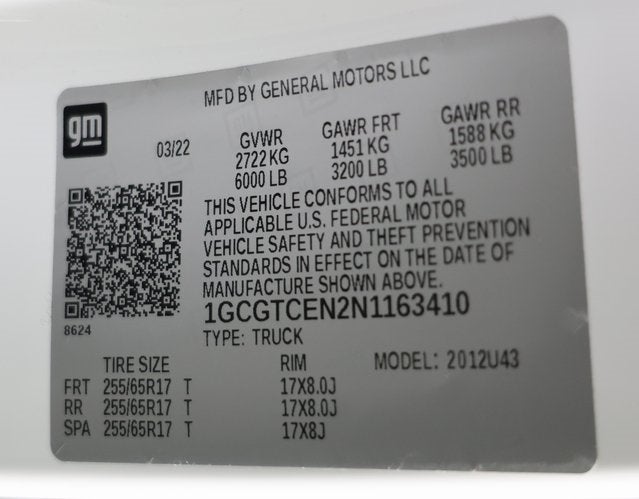 MFD BY GENERAL MOTORS LLC
gm
03/22
GVWR GAWR FRT GAWR RR
2722 KG 1451 KG 1588 KG
6000 LB 3200 LB 3500 LB
THIS VEHICLE CONFORMS TO ALL
APPLICABLE U.S. FEDERAL MOTOR
VEHICLE SAFETY AND THEFT PREVENTION
STANDARDS IN EFFECT ON THE DATE OF
MANUFACTURE SHOWN ABOVE.
1GCGTCEN2N1163410
8624
TYPE: TRUCK
TIRE SIZE RIM MODEL: 2012U43
FRT 255/65R17 T 17X8.0J
RR 255/65R17 T 17X8.0J
SPA 255/65R17 T 17X8J